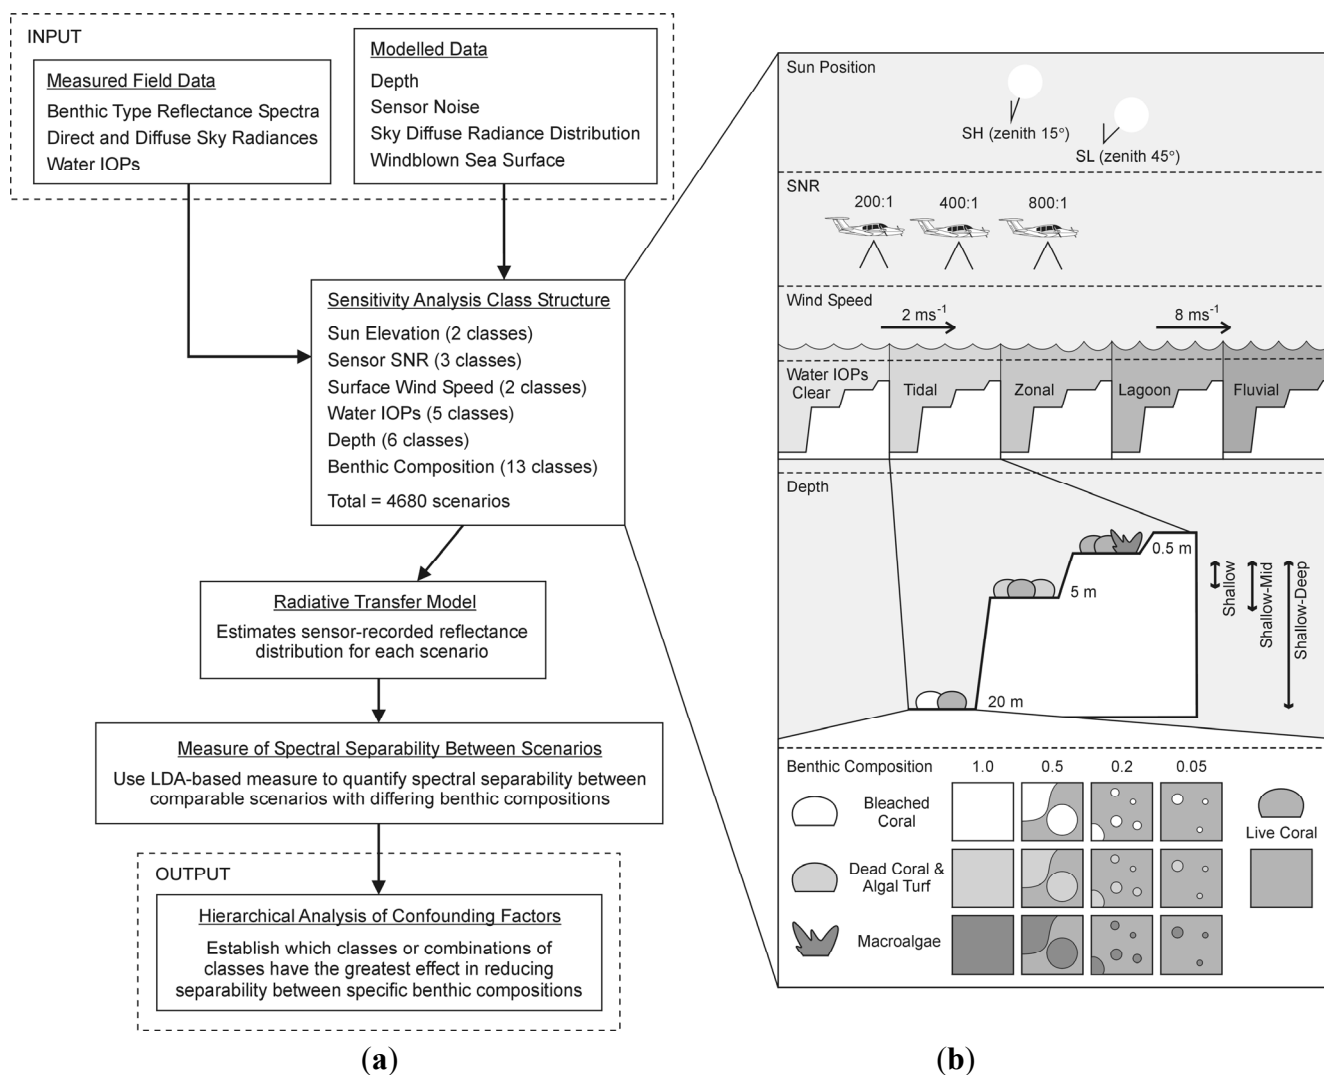 INPUT
Measured Field Data
Benthic Type Reflectance Spectra
Direct and Diffuse Sky Radiances
Water IOPs
Modelled Data
Depth
Sensor Noise
Sky Diffuse Radiance Distribution
Windblown Sea Surface
Sensitivity Analysis Class Structure
Sun Elevation (2 classes)
Sensor SNR (3 classes)
Surface Wind Speed (2 classes)
Water IOPs (5 classes)
Depth (6 classes)
Benthic Composition (13 classes)
Total = 4680 scenarios
Radiative Transfer Model
Estimates sensor-recorded reflectance
distribution for each scenario
Measure of Spectral Separability Between Scenarios
Use LDA-based measure to quantify spectral separability between
comparable scenarios with differing benthic compositions
OUTPUT
Hierarchical Analysis of Confounding Factors
Establish which classes or combinations of
classes have the greatest effect in reducing
separability between specific benthic compositions
(a)
Sun Position
SH (zenith 15°)
SL (zenith 45°)
SNR
200:1 400:1 800:1
Wind Speed
2 ms⁻¹ 8 ms⁻¹
Water IOPs
Clear Tidal Zonal Lagoon Fluvial
Depth
0.5 m
5 m
20 m
Shallow
Shallow-Mid
Shallow-Deep
Benthic Composition 1.0 0.5 0.2 0.05
Bleached
Coral
Live Coral
Dead Coral &
Algal Turf
Macroalgae
(b)